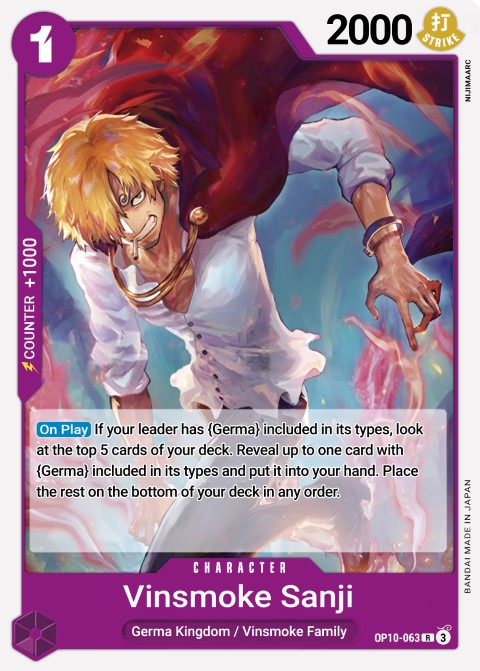 1
2000
打
STRIKE
NIJIMAARC
COUNTER +1000
On Play If your leader has {Germa} included in its types, look
at the top 5 cards of your deck. Reveal up to one card with
{Germa} included in its types and put it into your hand. Place
the rest on the bottom of your deck in any order.
BANDAI MADE IN JAPAN
CHARACTER
Vinsmoke Sanji
Germa Kingdom / Vinsmoke Family
OP10-063 R 3